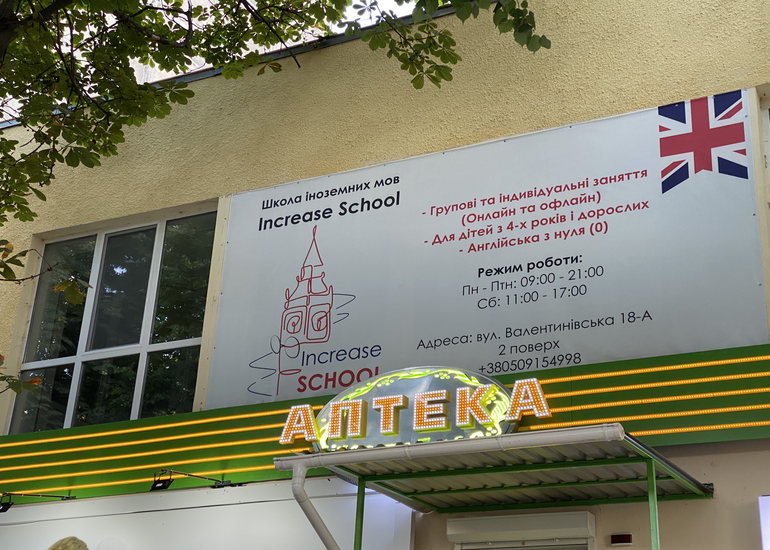 Школа іноземних мов
Increase School
- Групові та індивідуальні заняття
(Онлайн та офлайн)
- Для дітей з 4-х років і дорослих
- Англійська з нуля (0)
Режим роботи:
Пн - Птн: 09:00 - 21:00
Сб: 11:00 - 17:00
Адреса: вул. Валентинівська 18-А
2 поверх
+380509154998
Increase
SCHOOL
АПТЕКА